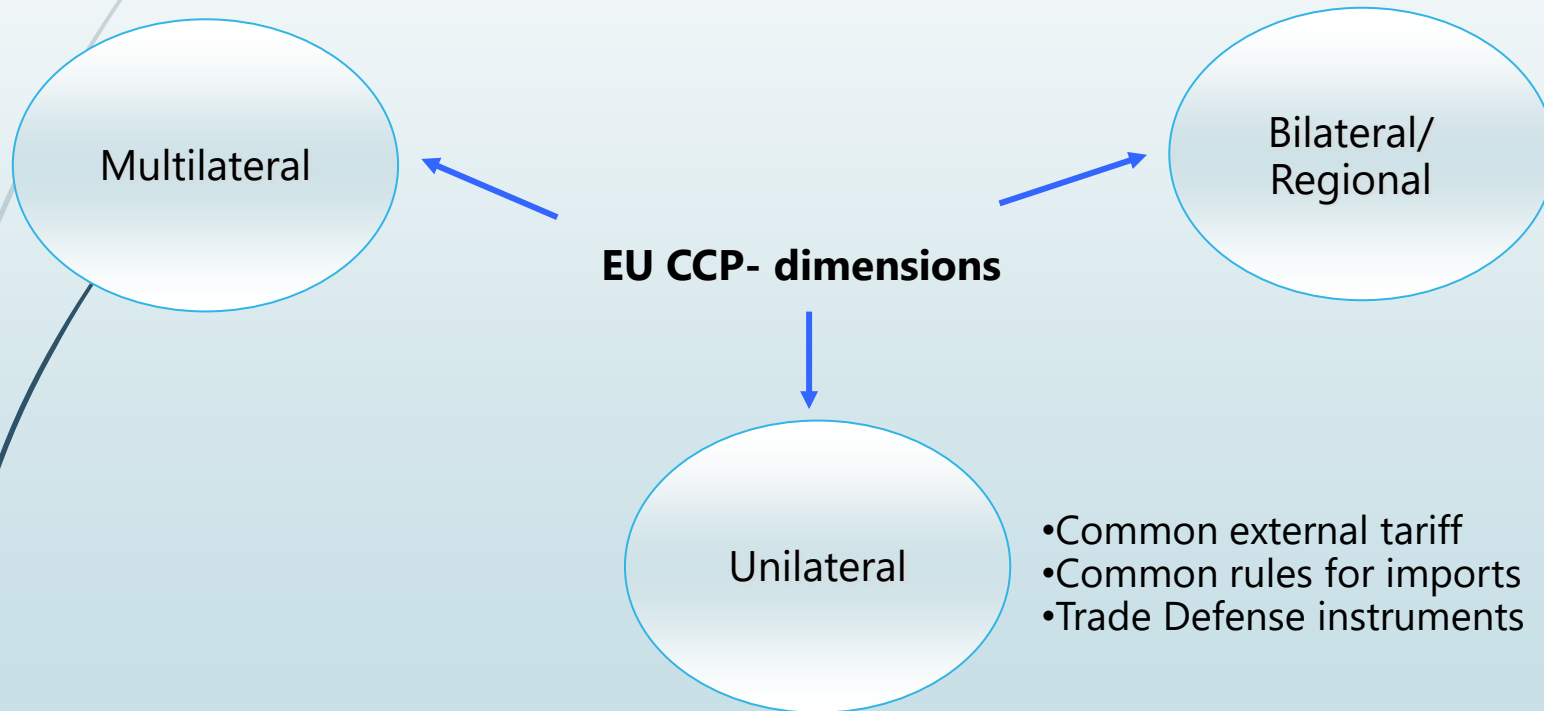 Multilateral
Bilateral/
Regional
EU CCP- dimensions
Unilateral
•Common external tariff
•Common rules for imports
•Trade Defense instruments